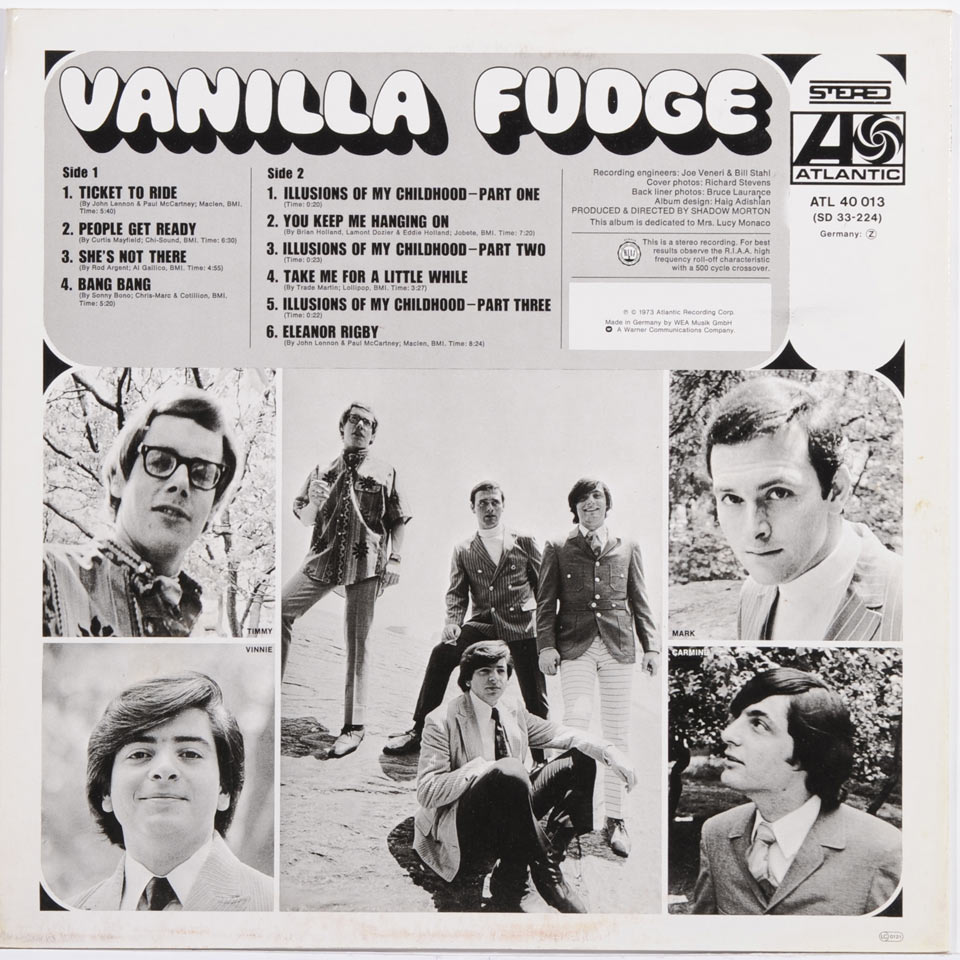 VANILLA FUDGE
Side 1
1. TICKET TO RIDE
(By John Lennon & Paul McCartney; Maclen, BMI.
Time: 5:40)
2. PEOPLE GET READY
(By Curtis Mayfield; Chi-Sound, BMI. Time: 6:30)
3. SHE'S NOT THERE
(By Rod Argent; Al Gallico, BMI. Time: 4:55)
4. BANG BANG
(By Sonny Bono; Chris-Marc & Cotillion, BMI.
Time: 5:20)
Side 2
1. ILLUSIONS OF MY CHILDHOOD—PART ONE
(Time: 0:20)
2. YOU KEEP ME HANGING ON
(By Brian Holland, Lamont Dozier & Eddie Holland; Jobete, BMI. Time: 7:20)
3. ILLUSIONS OF MY CHILDHOOD—PART TWO
(Time: 0:23)
4. TAKE ME FOR A LITTLE WHILE
(By Trade Martin; Lollipop, BMI. Time: 3:27)
5. ILLUSIONS OF MY CHILDHOOD—PART THREE
(Time: 0:22)
6. ELEANOR RIGBY
(By John Lennon & Paul McCartney; Maclen, BMI. Time: 8:24)
Recording engineers: Joe Veneri & Bill Stahl
Cover photos: Richard Stevens
Back liner photos: Bruce Laurance
Album design: Haig Adishian
PRODUCED & DIRECTED BY SHADOW MORTON
This album is dedicated to Mrs. Lucy Monaco
This is a stereo recording. For best
results observe the R.I.A.A. high
frequency roll-off characteristic
with a 500 cycle crossover.
℗ © 1973 Atlantic Recording Corp.
Made in Germany by WEA Musik GmbH
A Warner Communications Company.
STEREO
ATLANTIC
ATL 40 013
(SD 33-224)
Germany: Ⓩ
TIMMY
VINNIE
MARK
CARMINE
LC 0121